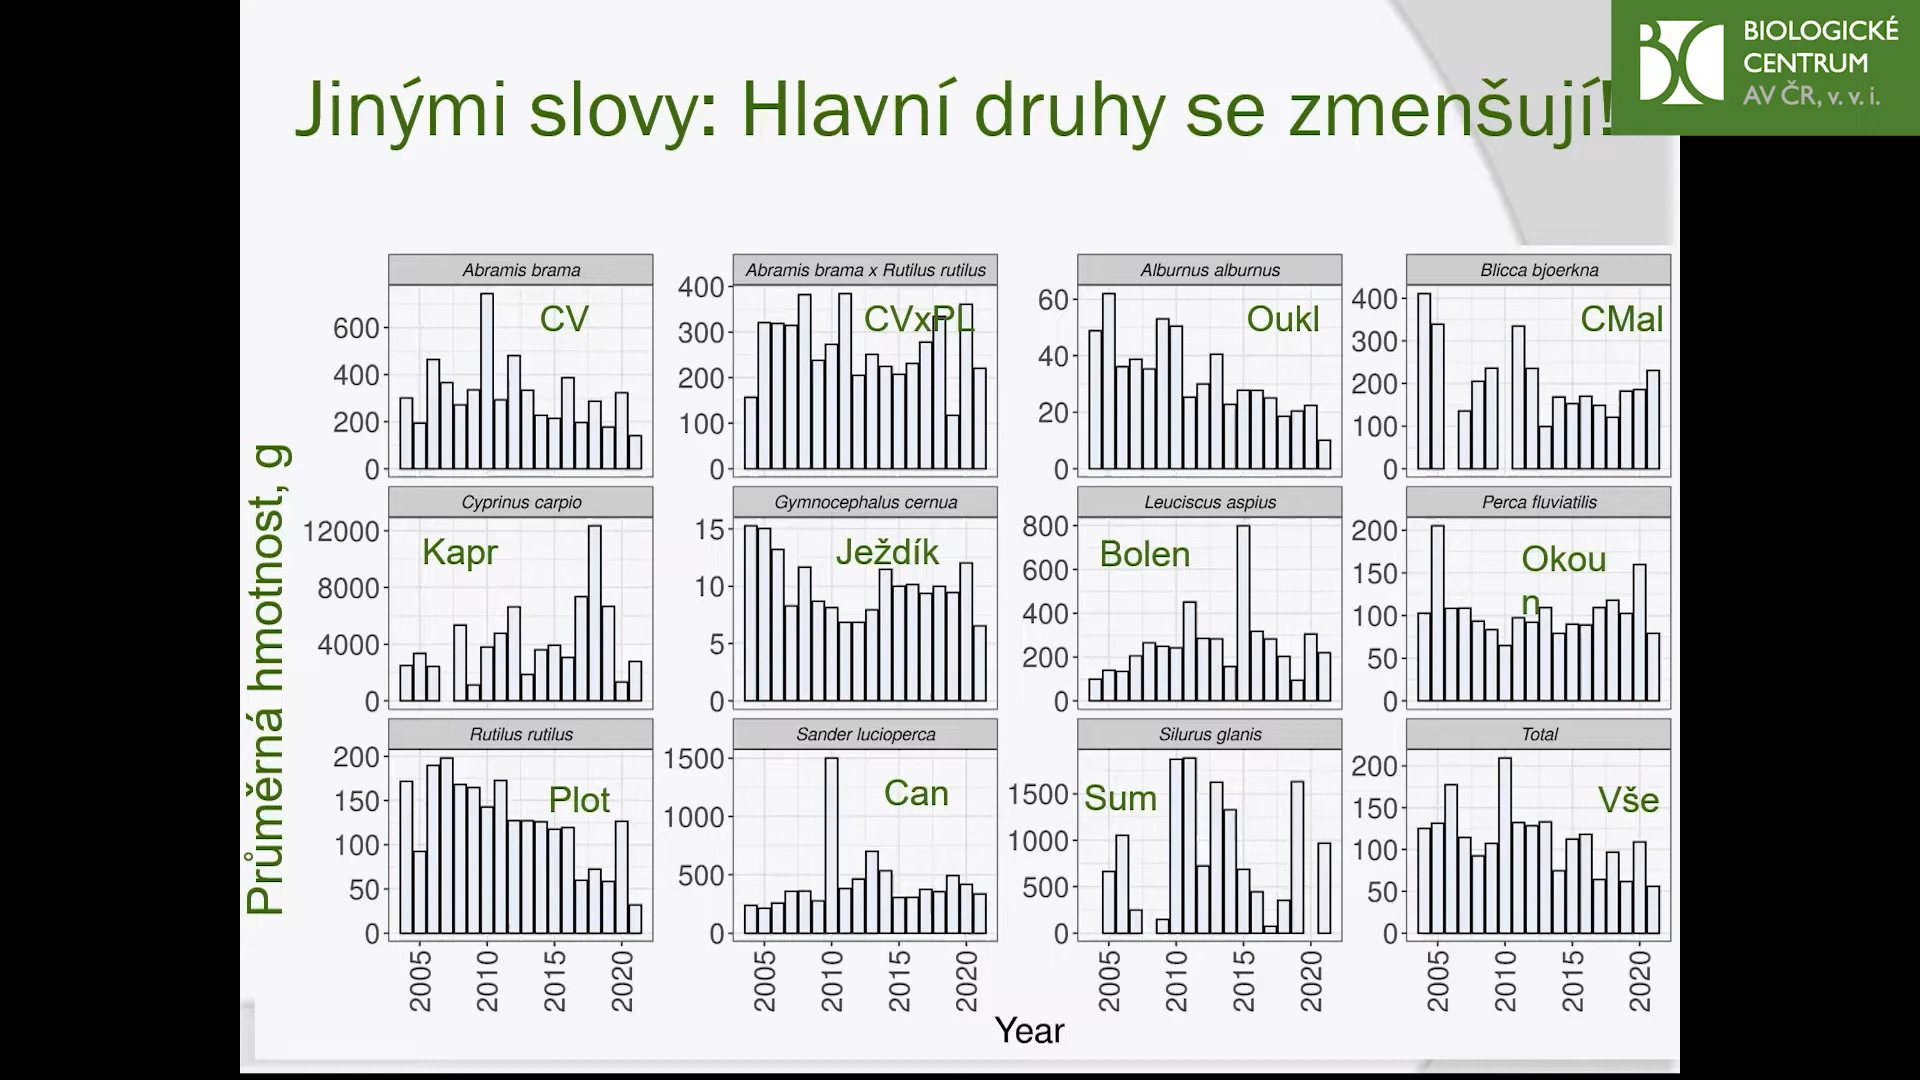 BIOLOGICKÉ
CENTRUM
AV ČR, v. v. i.
Jinými slovy: Hlavní druhy se zmenšují!
Průměrná hmotnost, g
Abramis brama
CV
600
400
200
0
Abramis brama x Rutilus rutilus
CVxPL
400
300
200
100
0
Alburnus alburnus
Oukl
60
40
20
0
Blicca bjoerkna
CMal
400
300
200
100
0
Cyprinus carpio
Kapr
12000
8000
4000
0
Gymnocephalus cernua
Ježdík
15
10
5
0
Leuciscus aspius
Bolen
800
600
400
200
0
Perca fluviatilis
Okou
n
200
150
100
50
0
Rutilus rutilus
Plot
200
150
100
50
0
2005 2010 2015 2020
Sander lucioperca
Can
1500
1000
500
0
2005 2010 2015 2020
Silurus glanis
Sum
1500
1000
500
0
2005 2010 2015 2020
Total
Vše
200
150
100
50
0
2005 2010 2015 2020
Year